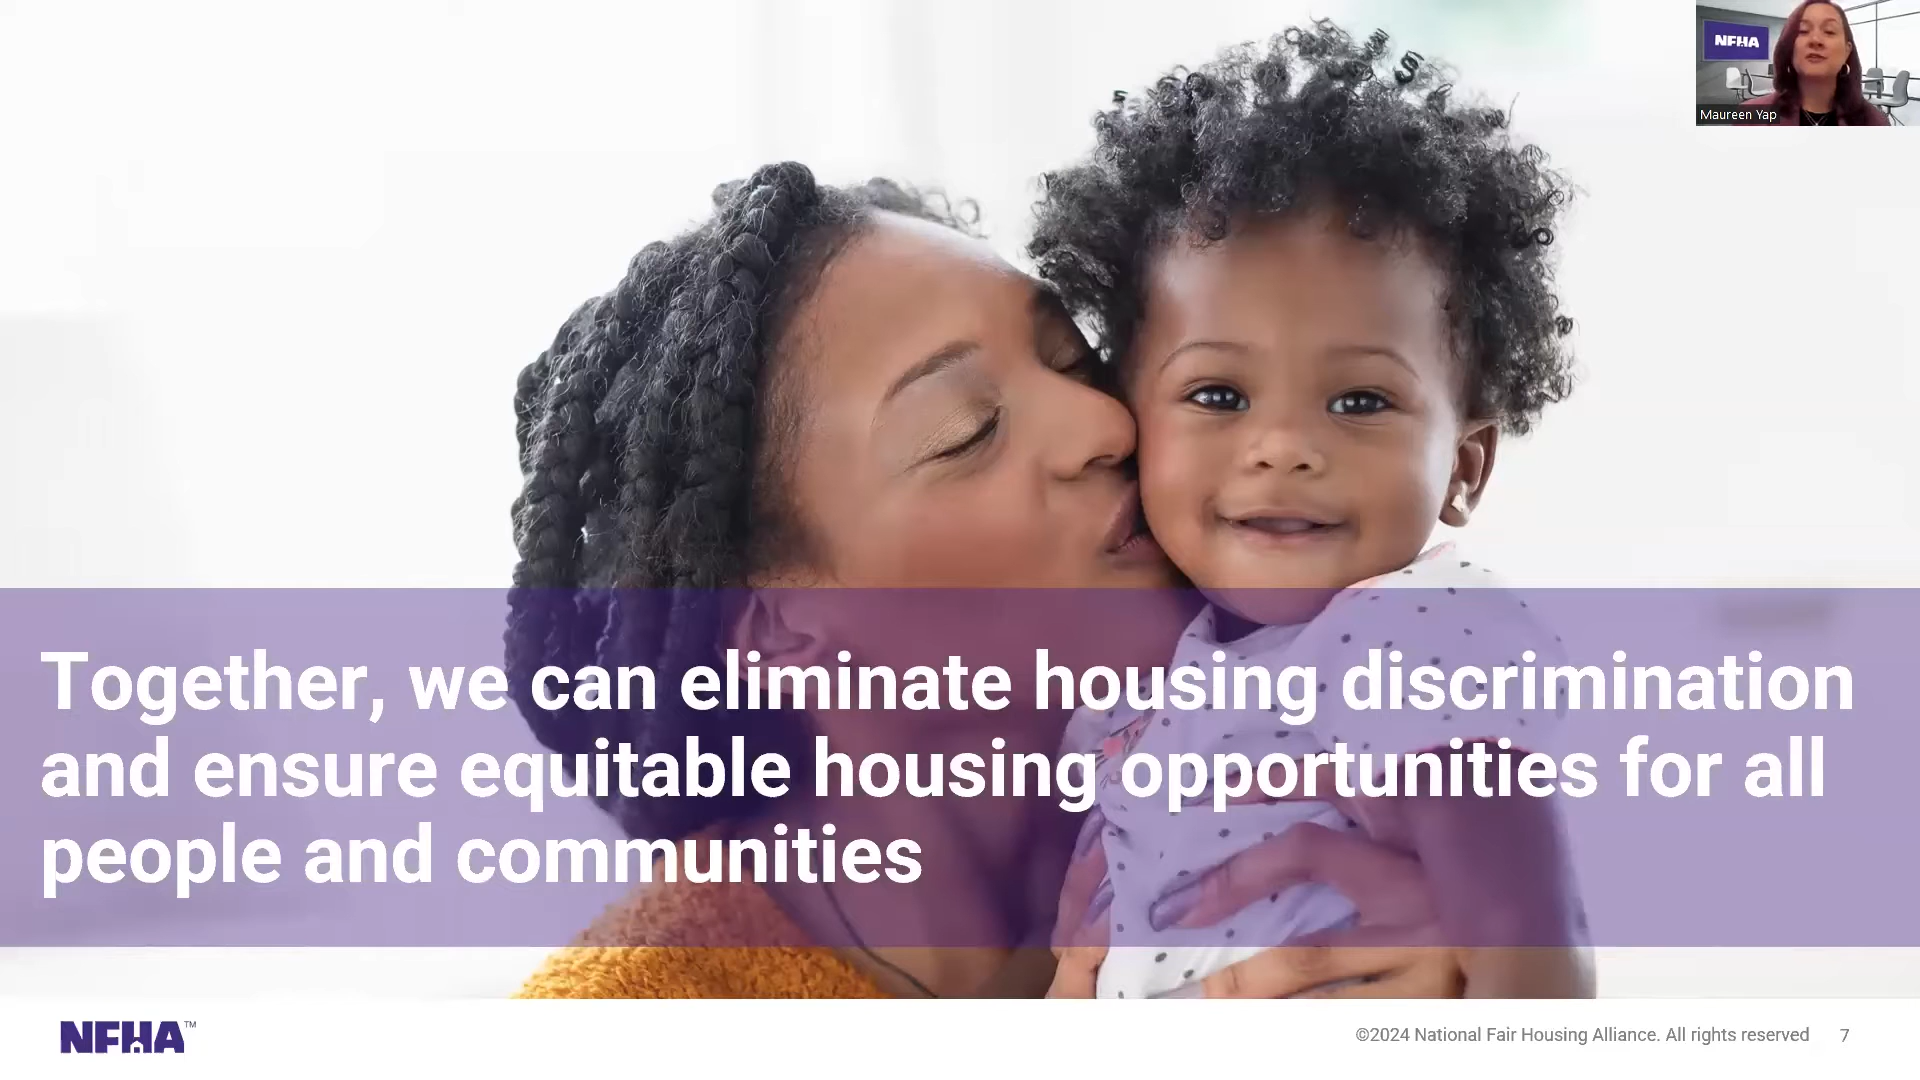 NFHA
Maureen Yap
Together, we can eliminate housing discrimination
and ensure equitable housing opportunities for all
people and communities
NFHA™
©2024 National Fair Housing Alliance. All rights reserved 7